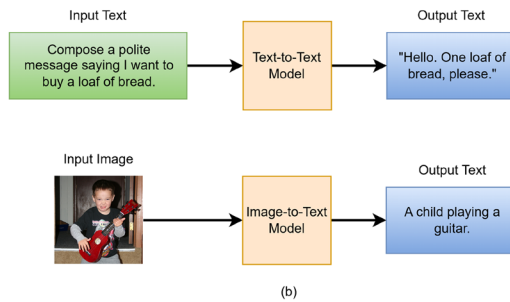 Input Text
Output Text
Compose a polite
message saying I want to
buy a loaf of bread.
Text-to-Text
Model
"Hello. One loaf of
bread, please."
Input Image
Output Text
Image-to-Text
Model
A child playing a
guitar.
(b)